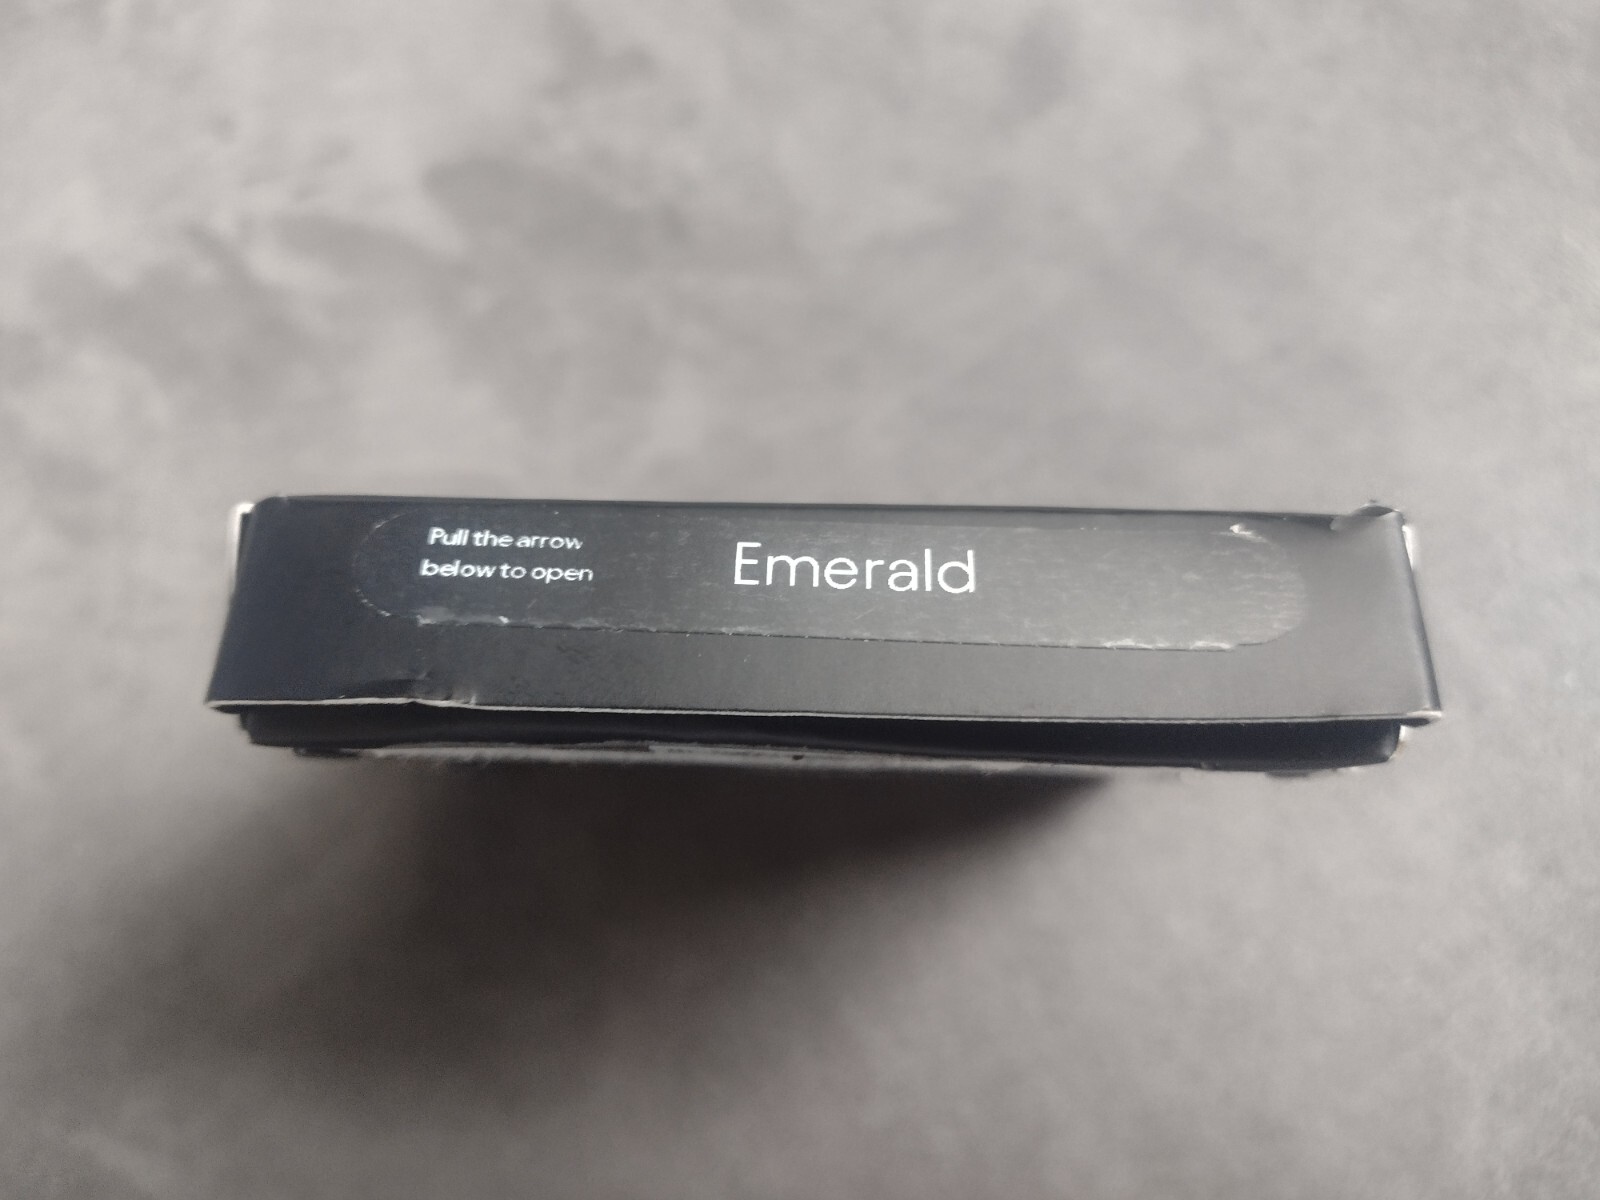 Pull the arrow
below to open
Emerald